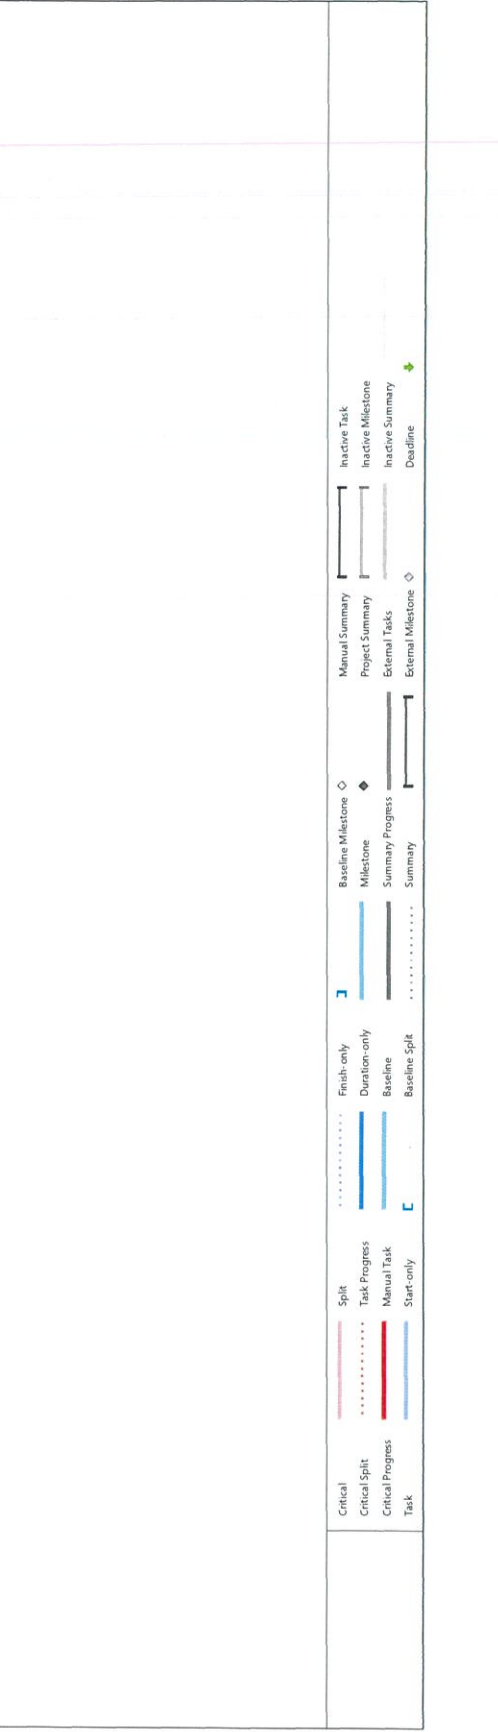 Critical
Critical Split
Critical Progress
Task
Split
Task Progress
Manual Task
Start-only
Finish-only
Duration-only
Baseline
Baseline Split
Baseline Milestone
Milestone
Summary Progress
Summary
Manual Summary
Project Summary
External Tasks
External Milestone
Inactive Task
Inactive Milestone
Inactive Summary
Deadline